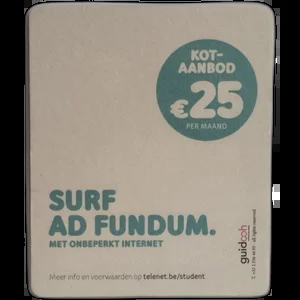 KOT-
AANBOD
€25
PER MAAND
SURF
AD FUNDUM.
MET ONBEPERKT INTERNET
Meer info en voorwaarden op telenet.be/student
guidooh